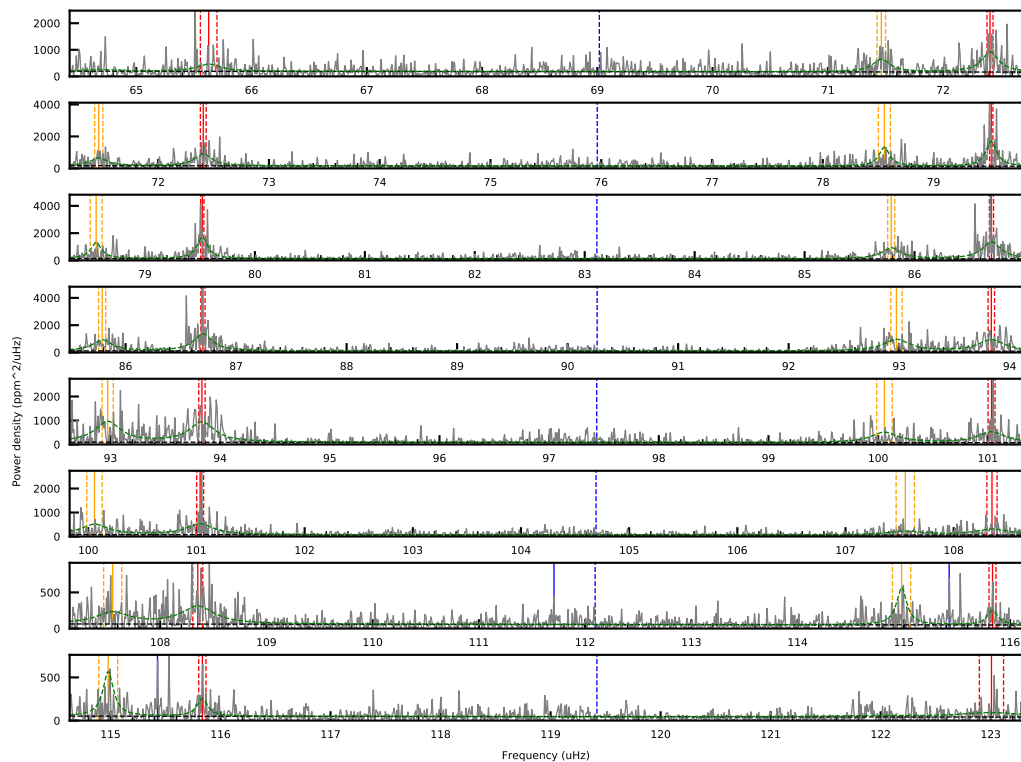 2000
1000
0
65 66 67 68 69 70 71 72
4000
2000
0
72 73 74 75 76 77 78 79
4000
2000
0
79 80 81 82 83 84 85 86
4000
2000
0
86 87 88 89 90 91 92 93 94
2000
1000
0
93 94 95 96 97 98 99 100 101
2000
1000
0
100 101 102 103 104 105 106 107 108
500
0
108 109 110 111 112 113 114 115 116
500
0
115 116 117 118 119 120 121 122 123
Power density (ppm^2/uHz)
Frequency (uHz)